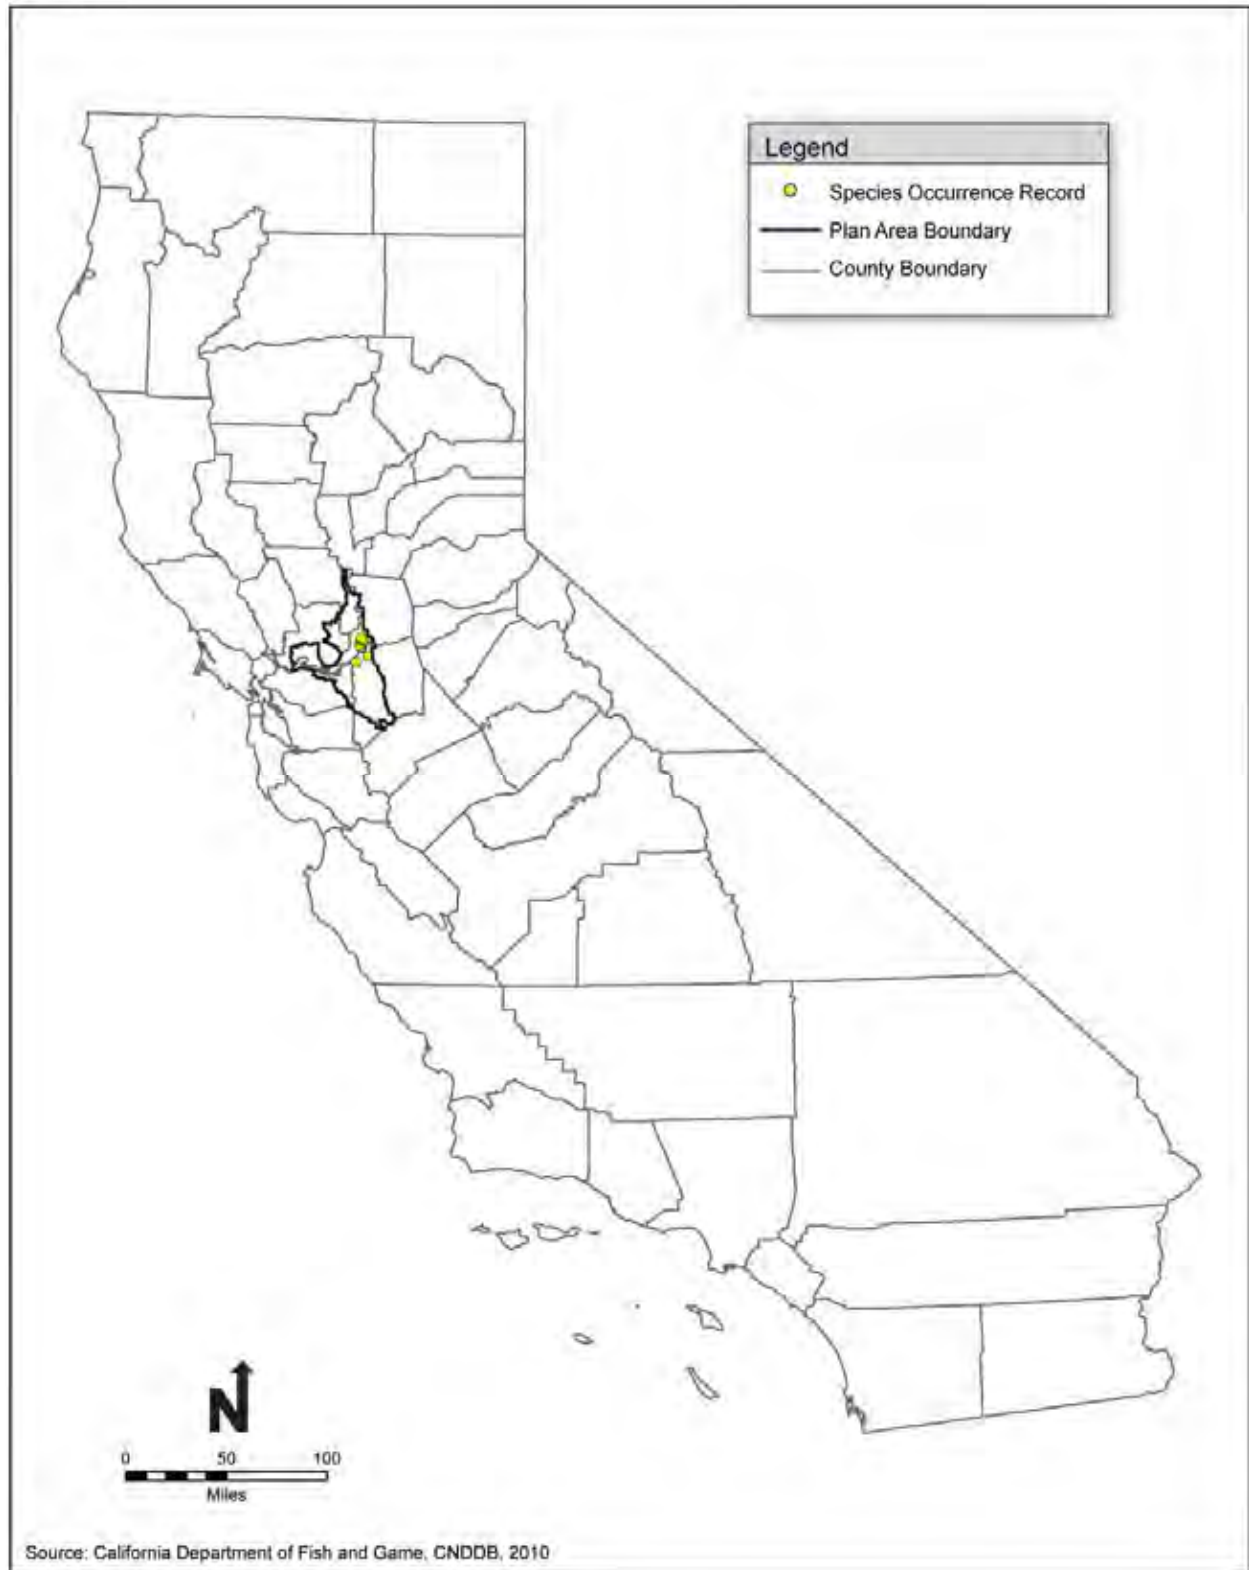 Legend
Species Occurrence Record
Plan Area Boundary
County Boundary
N
0 50 100
Miles
Source: California Department of Fish and Game, CNDDB, 2010